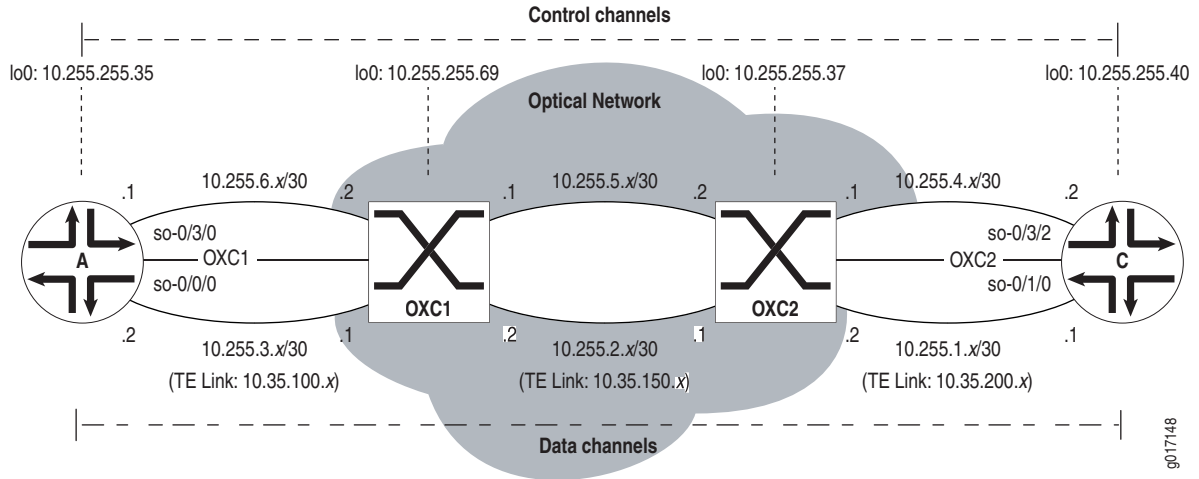 Control channels
lo0: 10.255.255.35
lo0: 10.255.255.69
lo0: 10.255.255.37
lo0: 10.255.255.40
Optical Network
.1
10.255.6.x/30
.2
.1
10.255.5.x/30
.2
.1
10.255.4.x/30
.2
so-0/3/0
so-0/3/2
A
OXC1
OXC2
C
so-0/0/0
so-0/1/0
OXC1
OXC2
.2
10.255.3.x/30
.1
.2
10.255.2.x/30
.1
.2
10.255.1.x/30
.1
(TE Link: 10.35.100.x)
(TE Link: 10.35.150.x)
(TE Link: 10.35.200.x)
Data channels
g017148